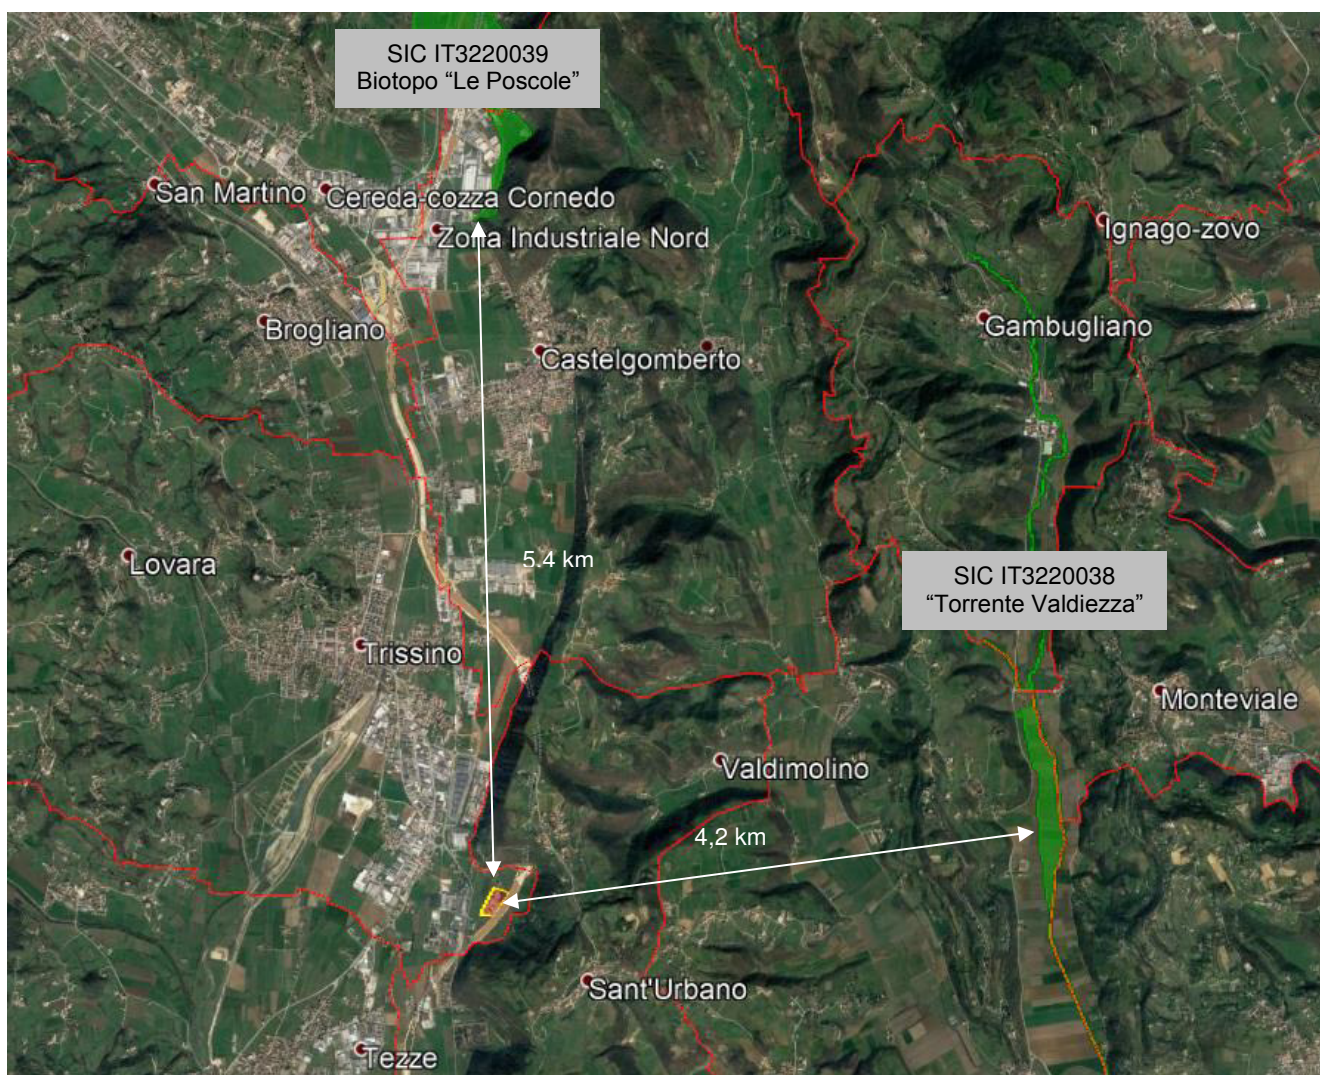 SIC IT3220039
Biotopo “Le Poscole”
San Martino
Cereda-cozza Cornedo
Zona Industriale Nord
Ignago-zovo
Brogliano
Gambugliano
Castelgomberto
5.4 km
Lovara
SIC IT3220038
“Torrente Valdiezza”
Trissino
Monteviale
Valdimolino
4,2 km
Sant'Urbano
Tezze